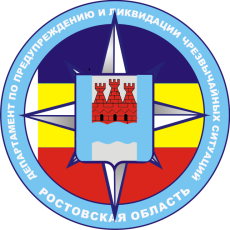 ДЕПАРТАМЕНТ ПО ПРЕДУПРЕЖДЕНИЮ И ЛИКВИДАЦИИ ЧРЕЗВЫЧАЙНЫХ СИТУАЦИЙ
РОСТОВСКАЯ ОБЛАСТЬ